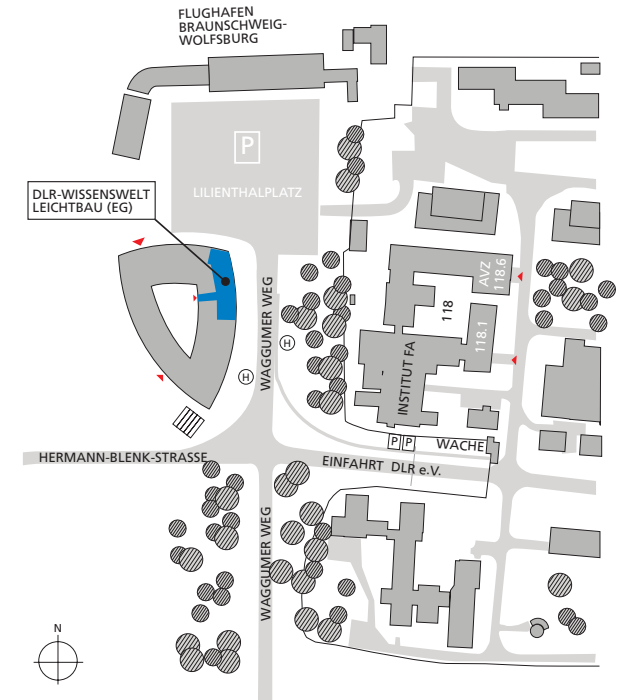 FLUGHAFEN
BRAUNSCHWEIG-
WOLFSBURG
P
LILIENTHALPLATZ
DLR-WISSENSWELT
LEICHTBAU (EG)
WAGGUMER WEG
H
H
AVZ
118.6
118
118.1
INSTITUT FA
P P
WACHE
HERMANN-BLENK-STRASSE
EINFAHRT DLR e.V.
WAGGUMER WEG
N